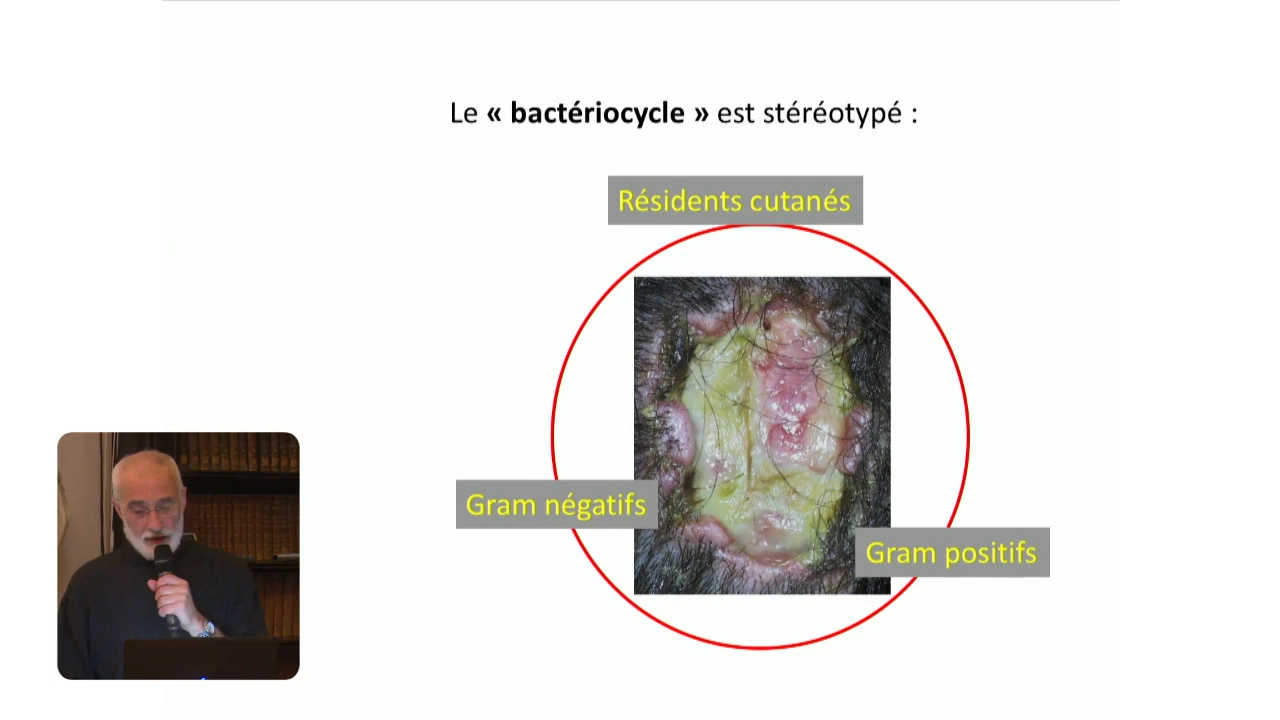 Le « bactériocycle » est stéréotypé :
Résidents cutanés
Gram négatifs
Gram positifs